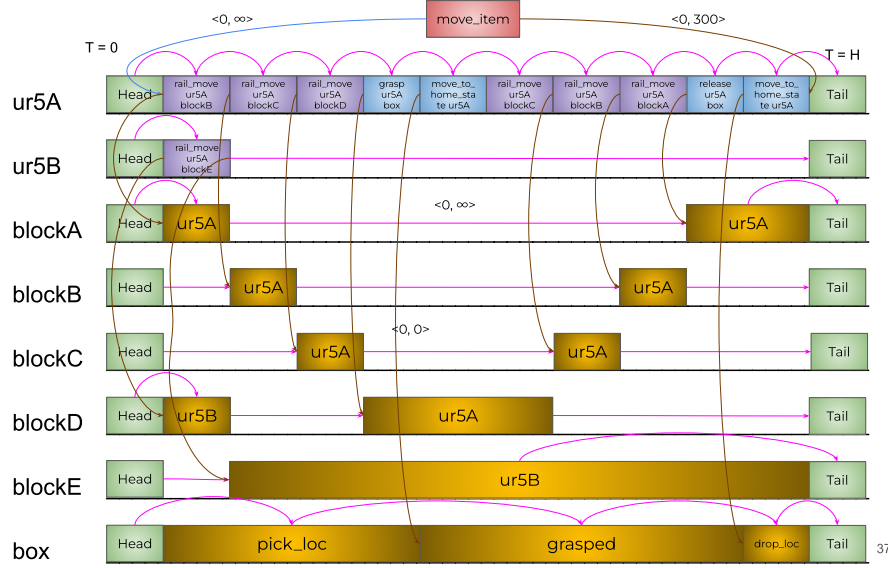 <0, ∞>
move_item
<0, 300>
T = 0
T = H
ur5A
Head
rail_move
ur5A
blockB
rail_move
ur5A
blockC
rail_move
ur5A
blockD
grasp
ur5A
box
move_to_
home_sta
te ur5A
rail_move
ur5A
blockC
rail_move
ur5A
blockB
rail_move
ur5A
blockA
release
ur5A
box
move_to_
home_sta
te ur5A
Tail
ur5B
Head
rail_move
ur5A
blockE
Tail
blockA
Head
ur5A
<0, ∞>
ur5A
Tail
blockB
Head
ur5A
ur5A
Tail
blockC
Head
ur5A
<0, 0>
ur5A
Tail
blockD
Head
ur5B
ur5A
Tail
blockE
Head
ur5B
Tail
box
Head
pick_loc
grasped
drop_loc
Tail
37